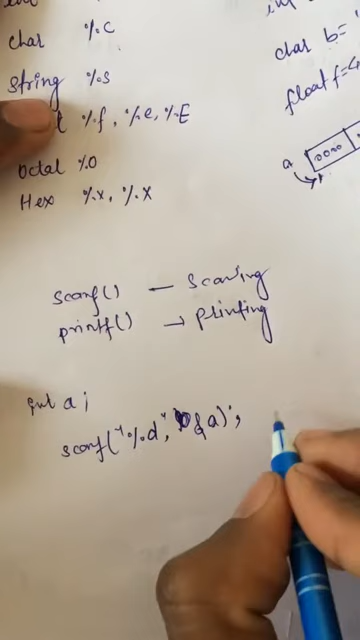 char %c
string %s
%f, %e, %E
Octal %O
Hex %x, %X
char b=
float f=
a
scanf() ← Scanning
printf() → printing
int a;
scanf("%d", &a);